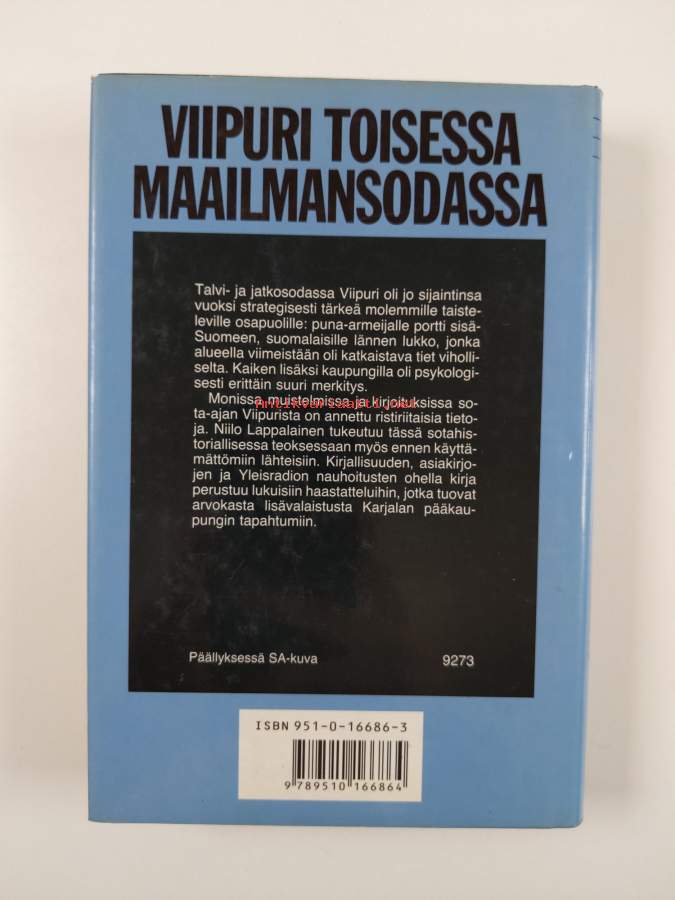 VIIPURI TOISESSA
MAAILMANSODASSA
Talvi- ja jatkosodassa Viipuri oli jo sijaintinsa
vuoksi strategisesti tärkeä molemmille taiste-
leville osapuolille: puna-armeijalle portti sisä-
Suomeen, suomalaisille lännen lukko, jonka
alueella viimeistään oli katkaistava tiet viholli-
selta. Kaiken lisäksi kaupungilla oli psykologi-
sesti erittäin suuri merkitys.
Monissa muistelmissa ja kirjoituksissa so-
Antikvariaatti.net
ta-ajan Viipurista on annettu ristiriitaisia tieto-
ja. Niilo Lappalainen tukeutuu tässä sotahis-
toriallisessa teoksessaan myös ennen käyttä-
mättömiin lähteisiin. Kirjallisuuden, asiakirjo-
jen ja Yleisradion nauhoitusten ohella kirja
perustuu lukuisiin haastatteluihin, jotka tuovat
arvokasta lisävalaistusta Karjalan pääkau-
pungin tapahtumiin.
Päällyksessä SA-kuva 9273
ISBN 951-0-16686-3
9 789510 166864